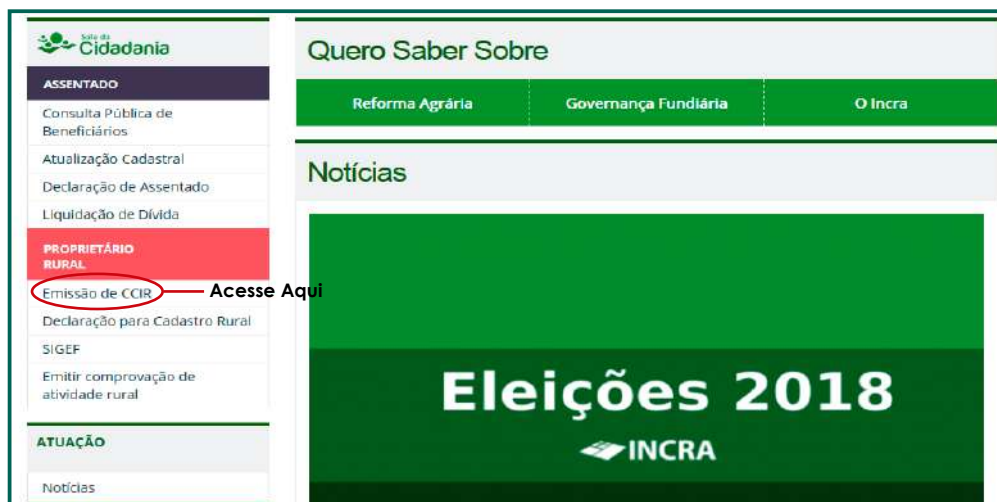 Sala da
Cidadania
ASSENTADO
Consulta Pública de
Beneficiários
Atualização Cadastral
Declaração de Assentado
Liquidação de Dívida
PROPRIETÁRIO
RURAL
Emissão de CCIR
Acesse Aqui
Declaração para Cadastro Rural
SIGEF
Emitir comprovação de
atividade rural
ATUAÇÃO
Notícias
Quero Saber Sobre
Reforma Agrária
Governança Fundiária
O Incra
Notícias
Eleições 2018
INCRA